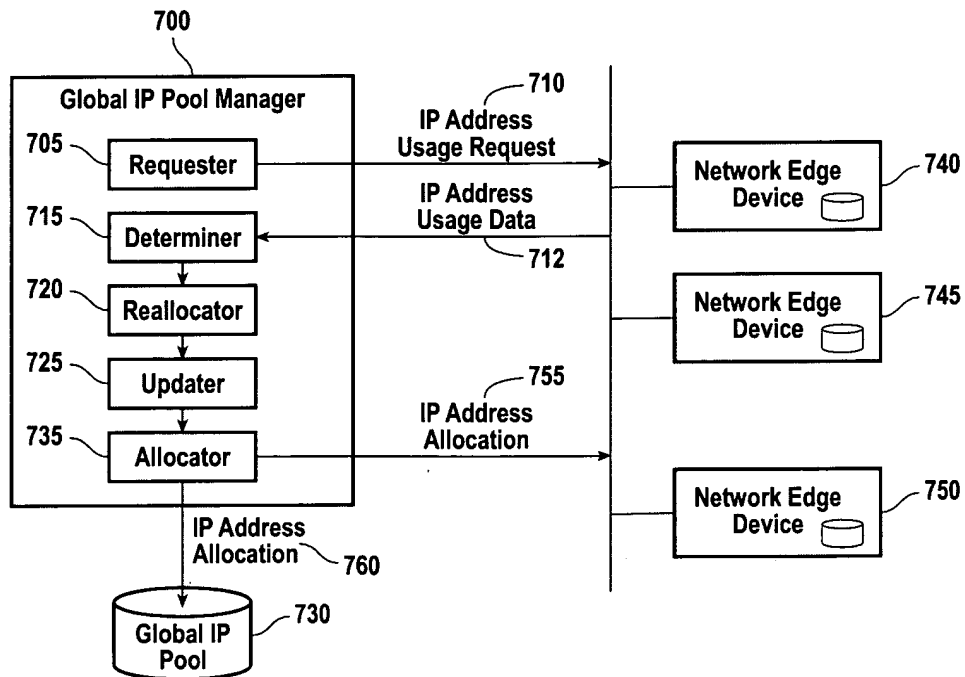 700
Global IP Pool Manager
705
Requester
710
IP Address
Usage Request
715
Determiner
IP Address
Usage Data
712
720
Reallocator
725
Updater
735
Allocator
755
IP Address
Allocation
IP Address
Allocation
760
Global IP
Pool
730
Network Edge
Device
740
Network Edge
Device
745
Network Edge
Device
750